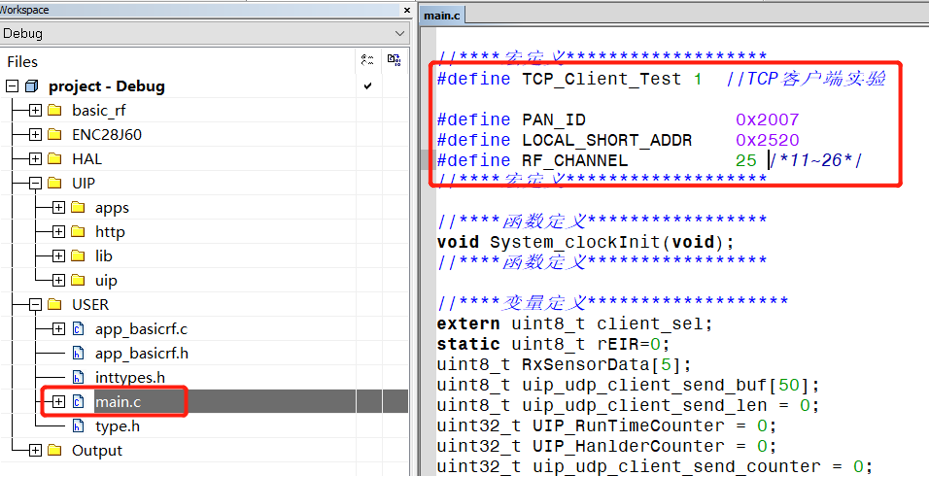 Workspace
Debug
Files
project - Debug
basic_rf
ENC28J60
HAL
UIP
apps
http
lib
uip
USER
app_basicrf.c
app_basicrf.h
inttypes.h
main.c
type.h
Output
main.c
//****宏定义*******************
#define TCP_Client_Test 1 //TCP客户端实验
#define PAN_ID 0x2007
#define LOCAL_SHORT_ADDR 0x2520
#define RF_CHANNEL 25 /*11~26*/
//****宏定义*******************
//****函数定义*****************
void System_clockInit(void);
//****函数定义*****************
//****变量定义*******************
extern uint8_t client_sel;
static uint8_t rEIR=0;
uint8_t RxSensorData[5];
uint8_t uip_udp_client_send_buf[50];
uint8_t uip_udp_client_send_len = 0;
uint32_t UIP_RunTimeCounter = 0;
uint32_t UIP_HanlderCounter = 0;
uint32_t uip_udp_client_send_counter = 0;